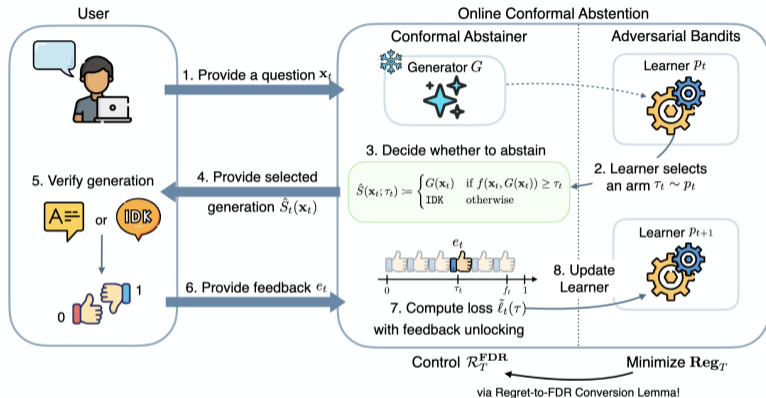 User
Online Conformal Abstention
Conformal Abstainer
Adversarial Bandits
1. Provide a question x_t
Generator G
Learner p_t
3. Decide whether to abstain
2. Learner selects
an arm τ_t ∼ p_t
Ŝ(x_t; τ_t) := { G(x_t) if f(x_t, G(x_t)) ≥ τ_t
IDK otherwise
4. Provide selected
generation Ŝ_t(x_t)
5. Verify generation
A
or
IDK
0
1
6. Provide feedback e_t
e_t
0 τ_t f_t 1
7. Compute loss ℓ̃_t(τ)
with feedback unlocking
8. Update
Learner
Learner p_{t+1}
Control R_T^FDR
Minimize Reg_T
via Regret-to-FDR Conversion Lemma!